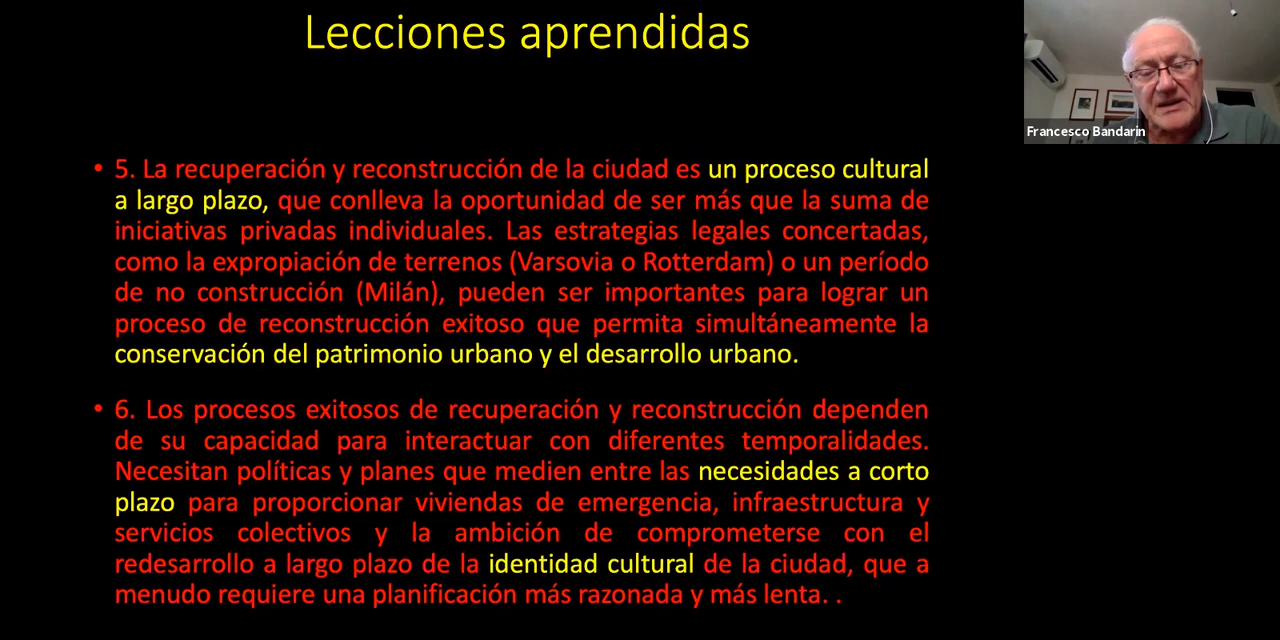 Lecciones aprendidas
Francesco Bandarin
• 5. La recuperación y reconstrucción de la ciudad es un proceso cultural
a largo plazo, que conlleva la oportunidad de ser más que la suma de
iniciativas privadas individuales. Las estrategias legales concertadas,
como la expropiación de terrenos (Varsovia o Rotterdam) o un período
de no construcción (Milán), pueden ser importantes para lograr un
proceso de reconstrucción exitoso que permita simultáneamente la
conservación del patrimonio urbano y el desarrollo urbano.
• 6. Los procesos exitosos de recuperación y reconstrucción dependen
de su capacidad para interactuar con diferentes temporalidades.
Necesitan políticas y planes que medien entre las necesidades a corto
plazo para proporcionar viviendas de emergencia, infraestructura y
servicios colectivos y la ambición de comprometerse con el
redesarrollo a largo plazo de la identidad cultural de la ciudad, que a
menudo requiere una planificación más razonada y más lenta. .